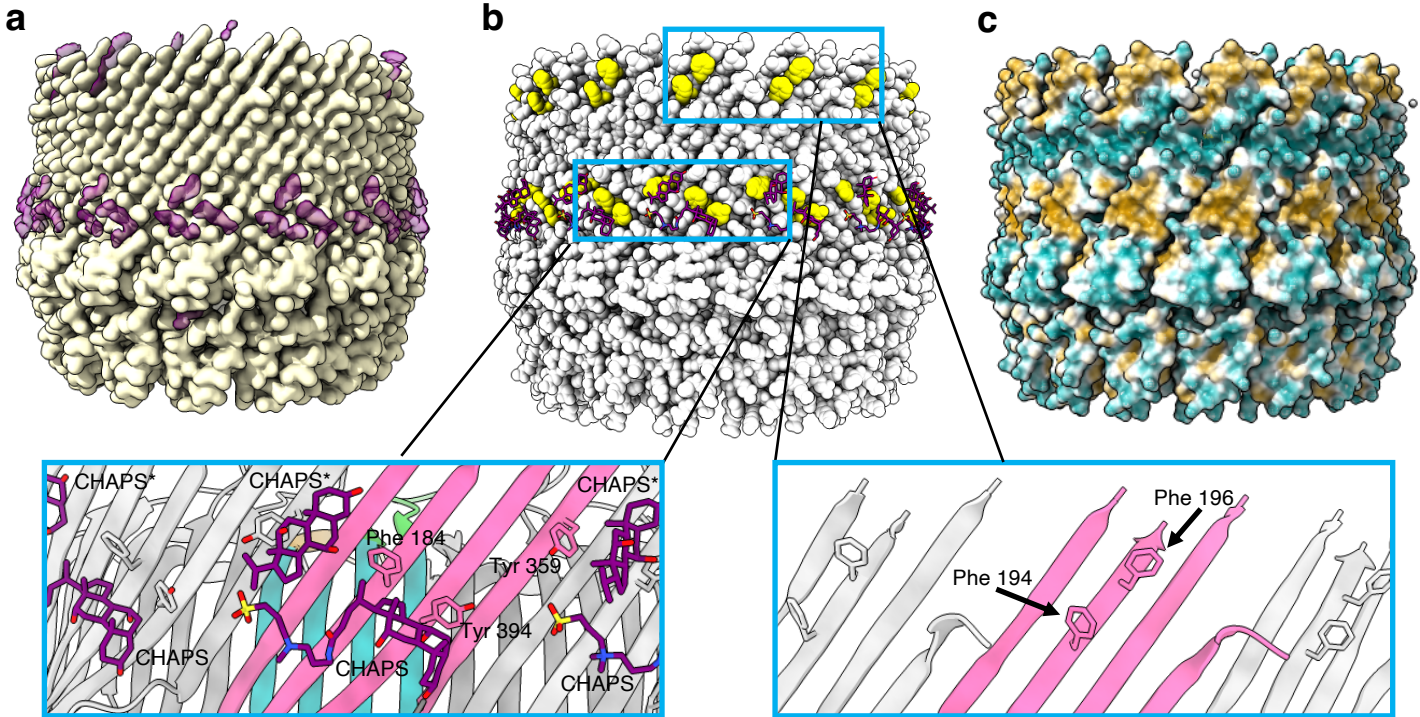 a
b
c
CHAPS*
CHAPS*
CHAPS*
Phe 184
Tyr 359
Tyr 394
CHAPS
CHAPS
CHAPS
Phe 196
Phe 194